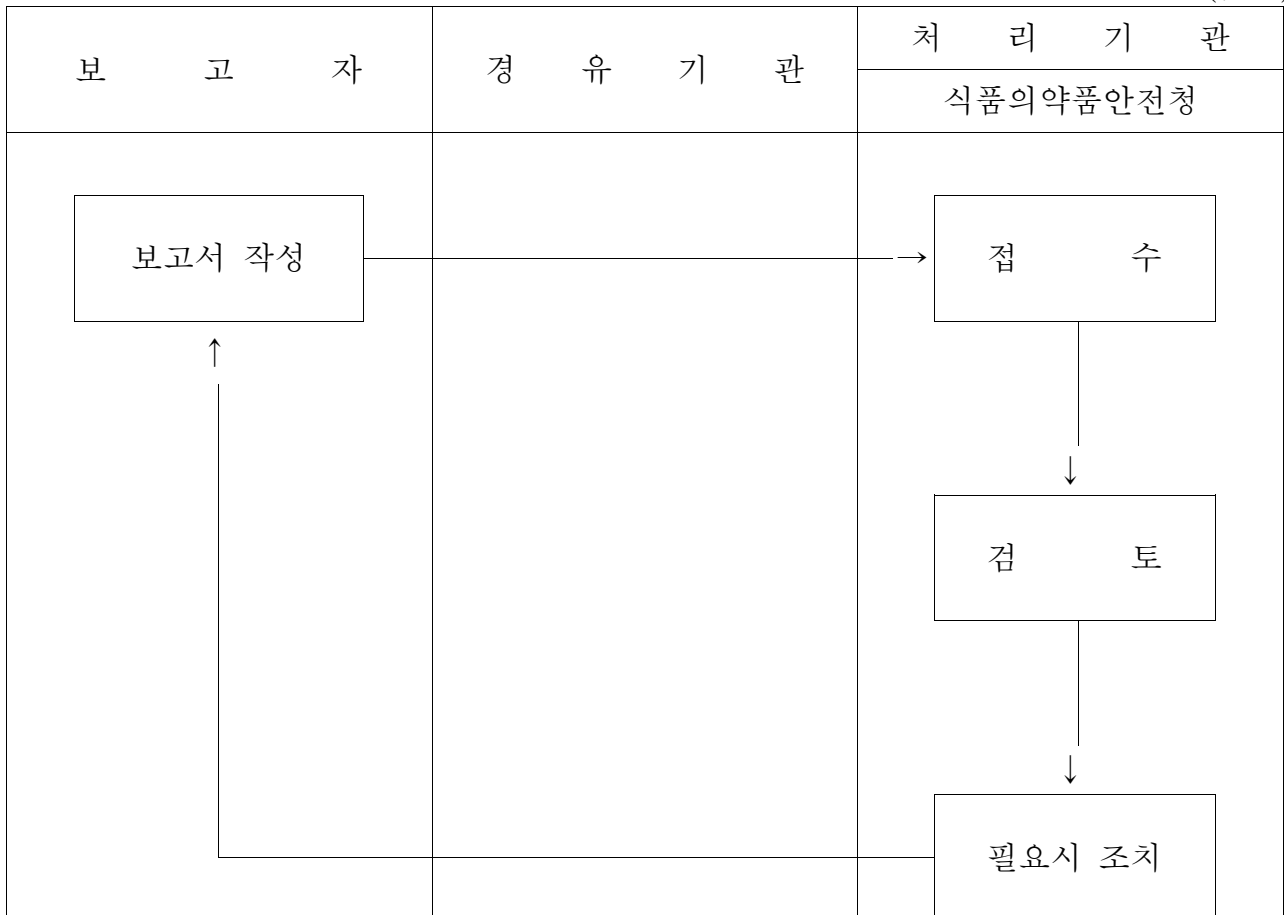 보 고 자
경 유 기 관
처 리 기 관
식품의약품안전청
보고서 작성
→
접 수
↑
↓
검 토
↓
필요시 조치